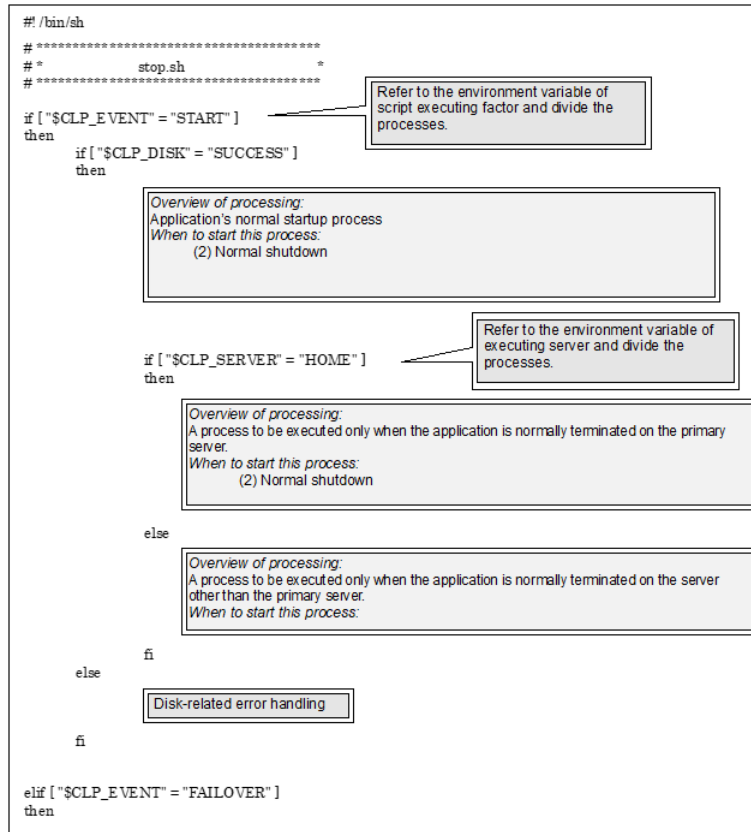 #! /bin/sh
# ***************************************
# *                stop.sh                *
# ***************************************
Refer to the environment variable of
script executing factor and divide the
processes.
if [ "$CLP_EVENT" = "START" ]
then
if [ "$CLP_DISK" = "SUCCESS" ]
then
Overview of processing:
Application's normal startup process
When to start this process:
(2) Normal shutdown
Refer to the environment variable of
executing server and divide the
processes.
if [ "$CLP_SERVER" = "HOME" ]
then
Overview of processing:
A process to be executed only when the application is normally terminated on the primary
server.
When to start this process:
(2) Normal shutdown
else
Overview of processing:
A process to be executed only when the application is normally terminated on the server
other than the primary server.
When to start this process:
fi
else
Disk-related error handling
fi
elif [ "$CLP_EVENT" = "FAILOVER" ]
then